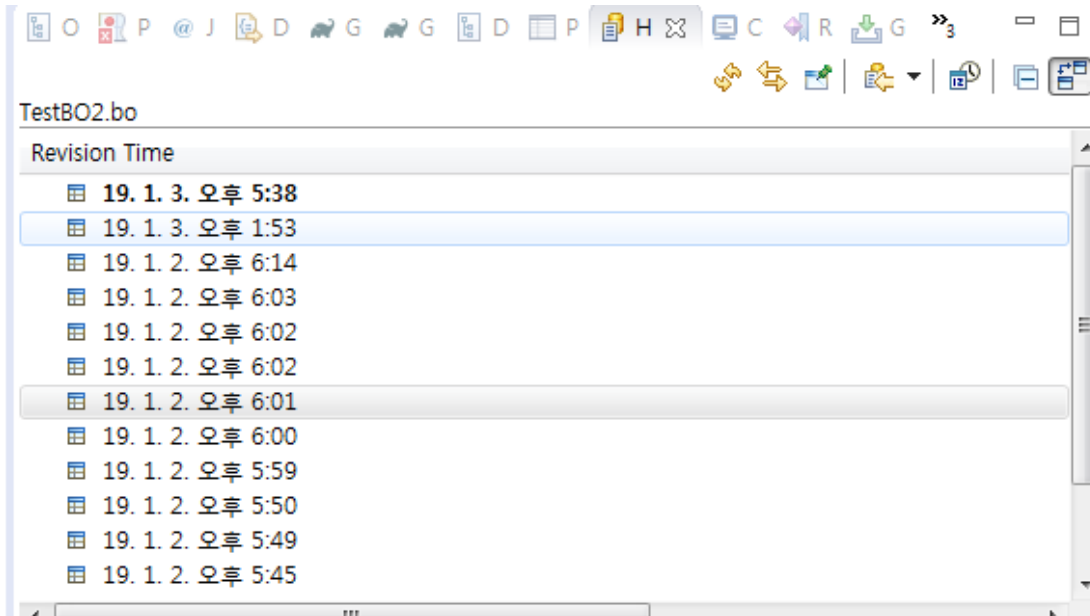 O P @ J D G G D P H C R G »3
TestBO2.bo
Revision Time
19. 1. 3. 오후 5:38
19. 1. 3. 오후 1:53
19. 1. 2. 오후 6:14
19. 1. 2. 오후 6:03
19. 1. 2. 오후 6:02
19. 1. 2. 오후 6:02
19. 1. 2. 오후 6:01
19. 1. 2. 오후 6:00
19. 1. 2. 오후 5:59
19. 1. 2. 오후 5:50
19. 1. 2. 오후 5:49
19. 1. 2. 오후 5:45